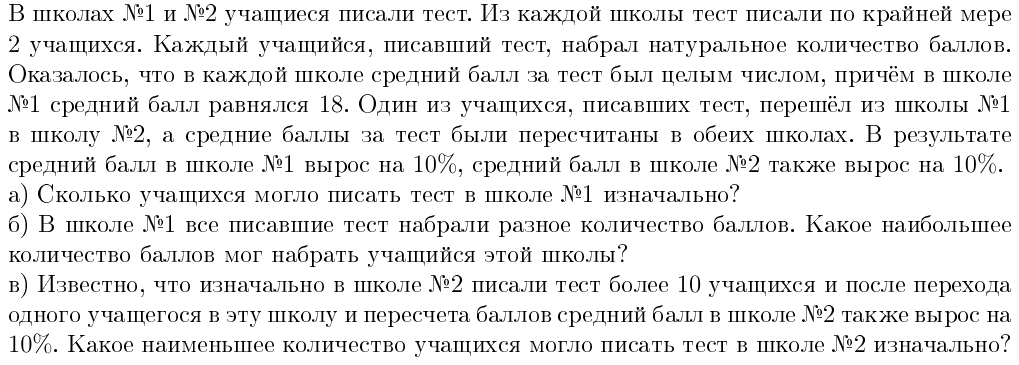 В школах №1 и №2 учащиеся писали тест. Из каждой школы тест писали по крайней мере
2 учащихся. Каждый учащийся, писавший тест, набрал натуральное количество баллов.
Оказалось, что в каждой школе средний балл за тест был целым числом, причём в школе
№1 средний балл равнялся 18. Один из учащихся, писавших тест, перешёл из школы №1
в школу №2, а средние баллы за тест были пересчитаны в обеих школах. В результате
средний балл в школе №1 вырос на 10%, средний балл в школе №2 также вырос на 10%.
а) Сколько учащихся могло писать тест в школе №1 изначально?
б) В школе №1 все писавшие тест набрали разное количество баллов. Какое наибольшее
количество баллов мог набрать учащийся этой школы?
в) Известно, что изначально в школе №2 писали тест более 10 учащихся и после перехода
одного учащегося в эту школу и пересчета баллов средний балл в школе №2 также вырос на
10%. Какое наименьшее количество учащихся могло писать тест в школе №2 изначально?